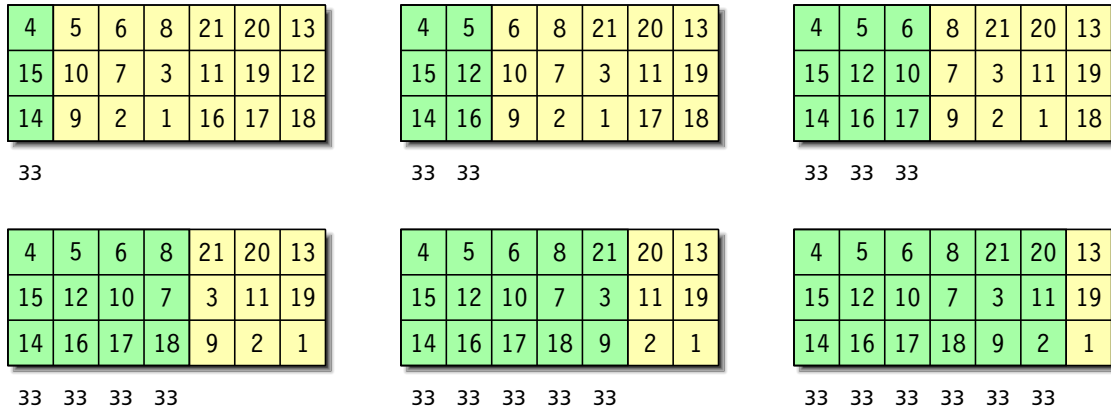 4 5 6 8 21 20 13
15 10 7 3 11 19 12
14 9 2 1 16 17 18
33
4 5 6 8 21 20 13
15 12 10 7 3 11 19
14 16 9 2 1 17 18
33 33
4 5 6 8 21 20 13
15 12 10 7 3 11 19
14 16 17 9 2 1 18
33 33 33
4 5 6 8 21 20 13
15 12 10 7 3 11 19
14 16 17 18 9 2 1
33 33 33 33
4 5 6 8 21 20 13
15 12 10 7 3 11 19
14 16 17 18 9 2 1
33 33 33 33 33
4 5 6 8 21 20 13
15 12 10 7 3 11 19
14 16 17 18 9 2 1
33 33 33 33 33 33